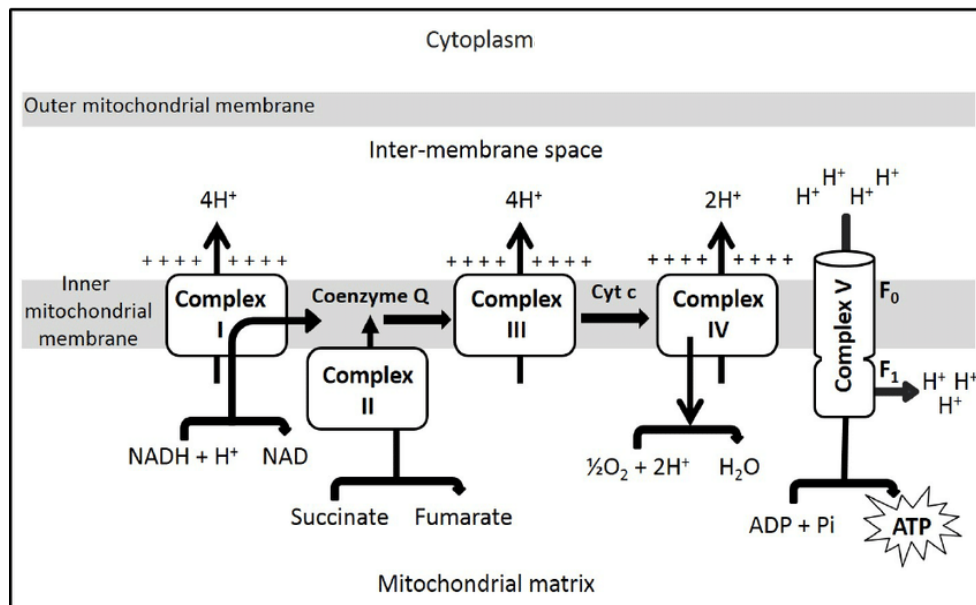 Cytoplasm
Outer mitochondrial membrane
Inter-membrane space
4H⁺
4H⁺
2H⁺
H⁺ H⁺ H⁺ H⁺
+ + + + + + + +
+ + + + + + + +
+ + + + + + + +
Inner
mitochondrial
membrane
Complex
I
Coenzyme Q
Complex
II
Complex
III
Cyt c
Complex
IV
Complex V
F₀
F₁
H⁺ H⁺
H⁺
NADH + H⁺ NAD
Succinate Fumarate
½O₂ + 2H⁺ H₂O
ADP + Pi ATP
Mitochondrial matrix